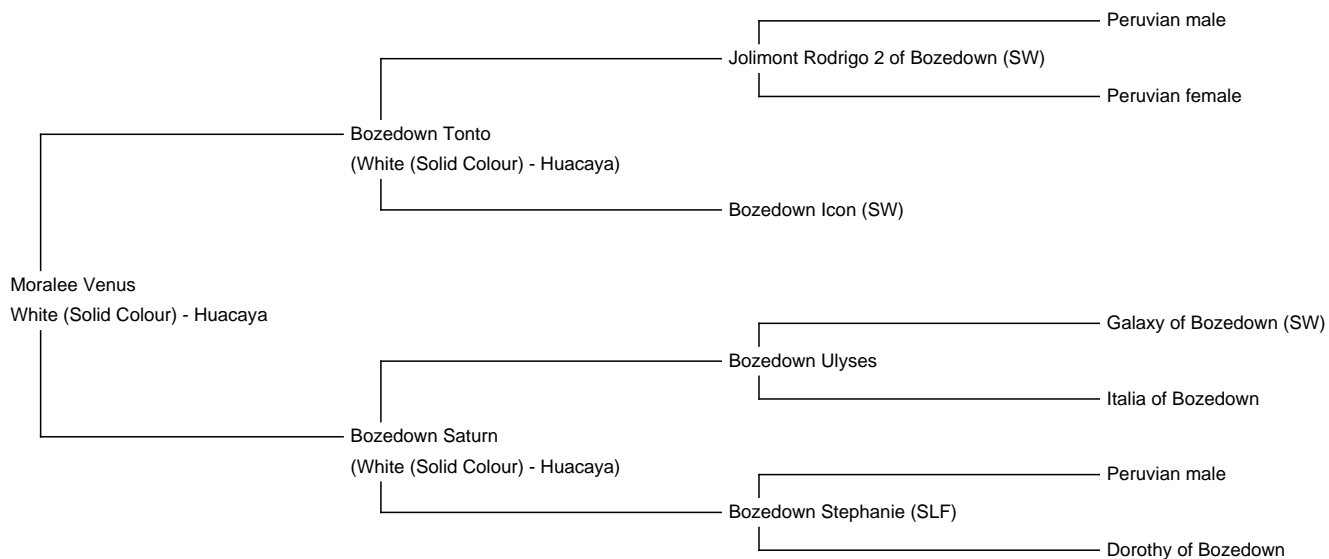 Peruvian male
Jolimont Rodrigo 2 of Bozedown (SW)
Peruvian female
Bozedown Tonto
(White (Solid Colour) - Huacaya)
Bozedown Icon (SW)
Moralee Venus
White (Solid Colour) - Huacaya
Galaxy of Bozedown (SW)
Bozedown Ulyses
Italia of Bozedown
Bozedown Saturn
(White (Solid Colour) - Huacaya)
Peruvian male
Bozedown Stephanie (SLF)
Dorothy of Bozedown